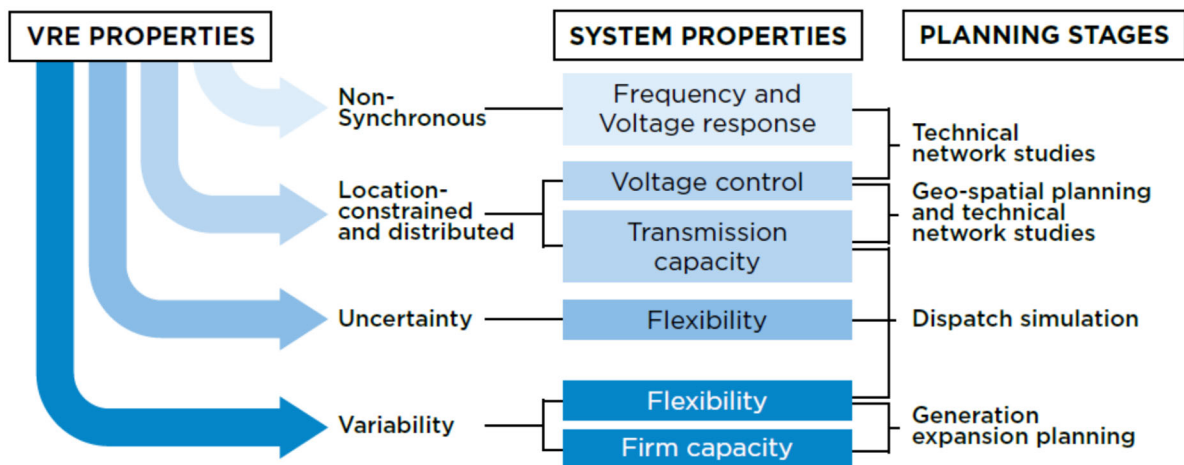 VRE PROPERTIES
SYSTEM PROPERTIES
PLANNING STAGES
Non-
Synchronous
Frequency and
Voltage response
Technical
network studies
Location-
constrained
and distributed
Voltage control
Transmission
capacity
Geo-spatial planning
and technical
network studies
Uncertainty
Flexibility
Dispatch simulation
Variability
Flexibility
Firm capacity
Generation
expansion planning